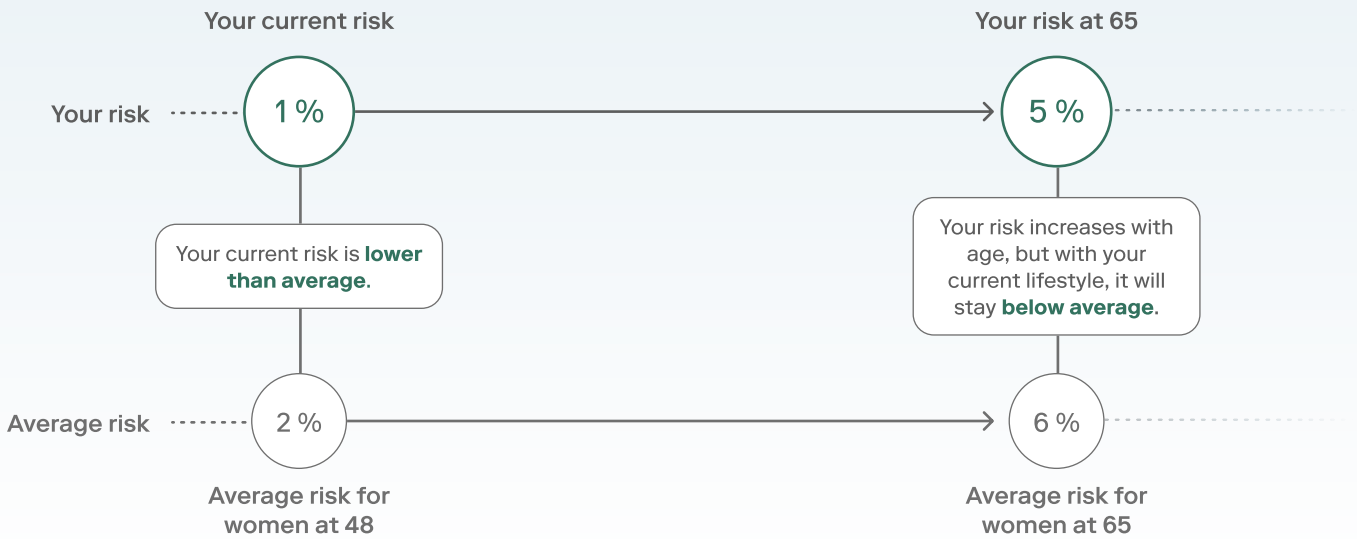 Your current risk
Your risk at 65
Your risk
1 %
5 %
Your current risk is lower
than average.
Your risk increases with
age, but with your
current lifestyle, it will
stay below average.
Average risk
2 %
6 %
Average risk for
women at 48
Average risk for
women at 65